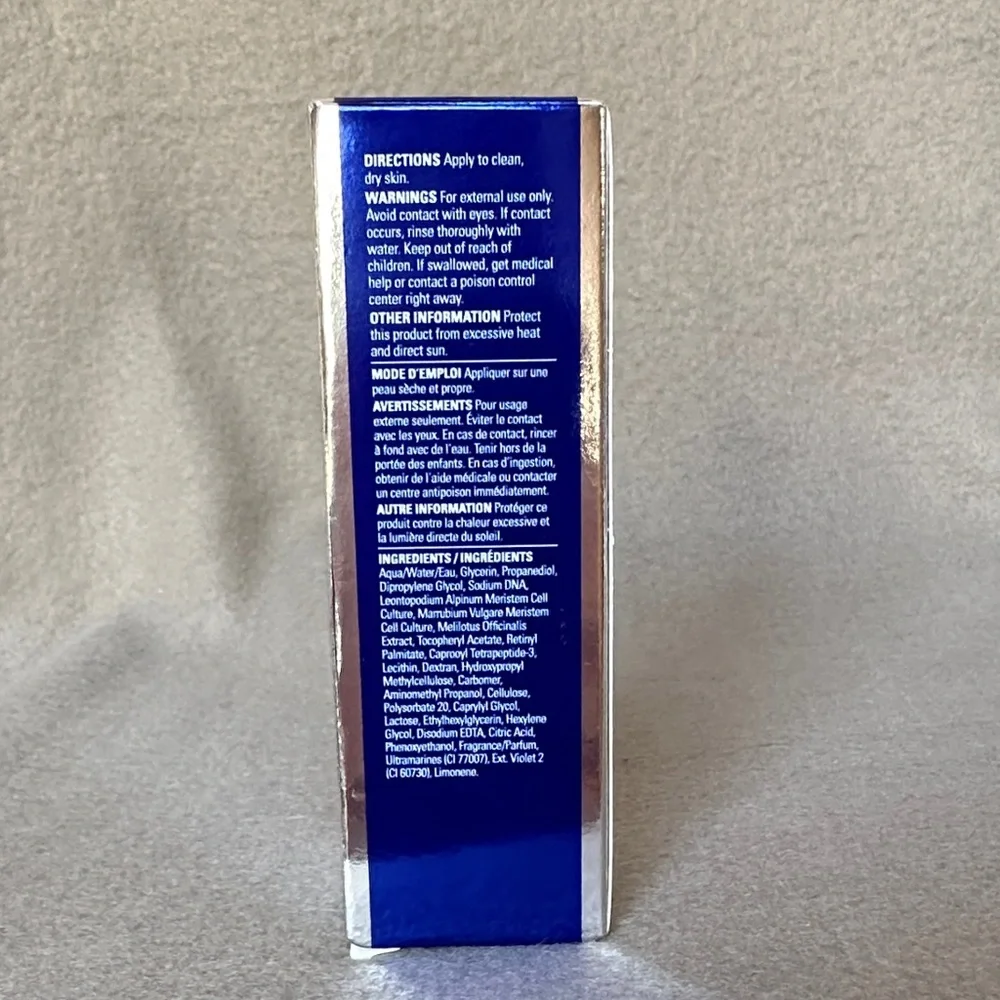 DIRECTIONS Apply to clean,
dry skin.
WARNINGS For external use only.
Avoid contact with eyes. If contact
occurs, rinse thoroughly with
water. Keep out of reach of
children. If swallowed, get medical
help or contact a poison control
center right away.
OTHER INFORMATION Protect
this product from excessive heat
and direct sun.
MODE D'EMPLOI Appliquer sur une
peau sèche et propre.
AVERTISSEMENTS Pour usage
externe seulement. Éviter le contact
avec les yeux. En cas de contact, rincer
à fond avec de l'eau. Tenir hors de la
portée des enfants. En cas d'ingestion,
obtenir de l'aide médicale ou contacter
un centre antipoison immédiatement.
AUTRE INFORMATION Protéger ce
produit contre la chaleur excessive et
la lumière directe du soleil.
INGREDIENTS / INGRÉDIENTS
Aqua/Water/Eau, Glycerin, Propanediol,
Dipropylene Glycol, Sodium DNA,
Leontopodium Alpinum Meristem Cell
Culture, Marrubium Vulgare Meristem
Cell Culture, Melilotus Officinalis
Extract, Tocopheryl Acetate, Retinyl
Palmitate, Caprooyl Tetrapeptide-3,
Lecithin, Dextran, Hydroxypropyl
Methylcellulose, Carbomer,
Aminomethyl Propanol, Cellulose,
Polysorbate 20, Caprylyl Glycol,
Lactose, Ethylhexylglycerin, Hexylene
Glycol, Disodium EDTA, Citric Acid,
Phenoxyethanol, Fragrance/Parfum,
Ultramarines (CI 77007), Ext. Violet 2
(CI 60730), Limonene.